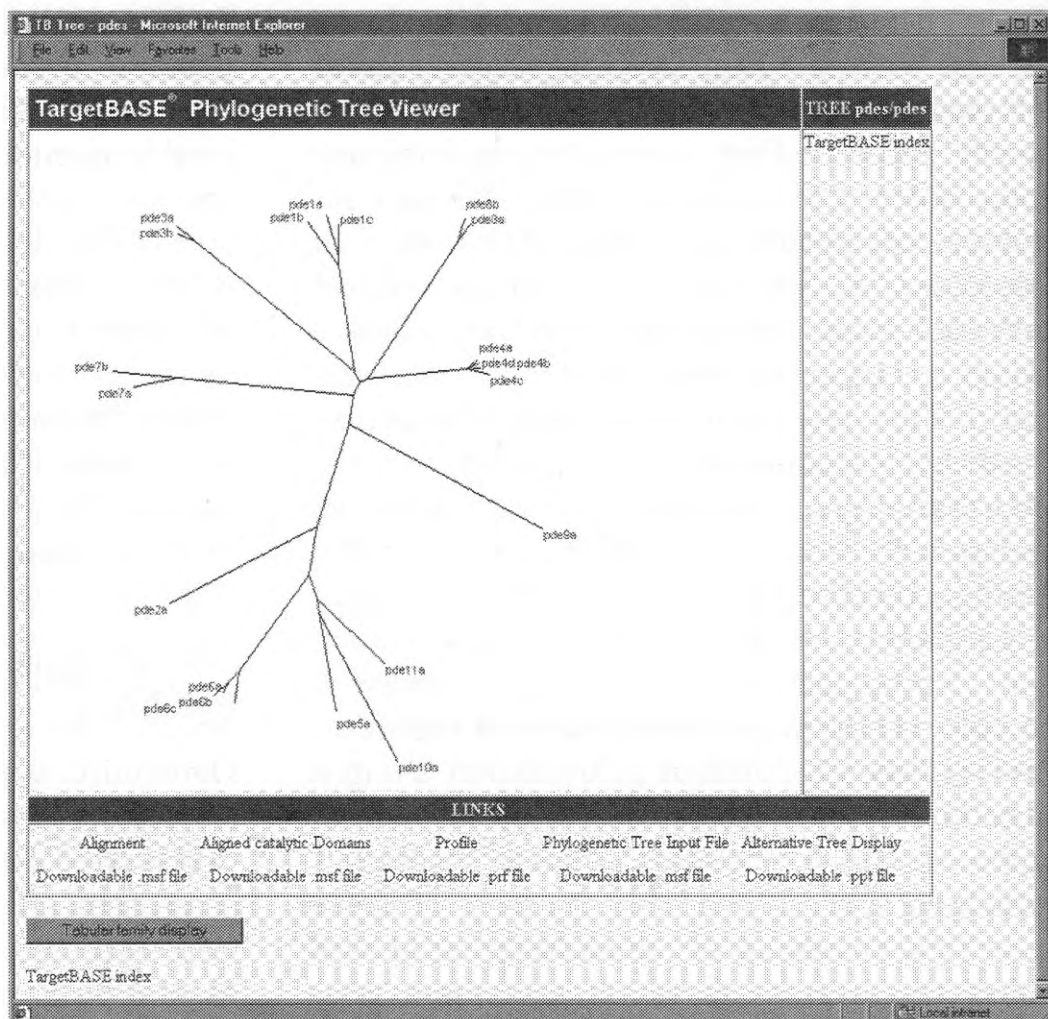 TB Tree - pdes - Microsoft Internet Explorer
File Edit View Favorites Tools Help
TargetBASE® Phylogenetic Tree Viewer
TREE pdes/pdes
TargetBASE index
pde1a
pde1b
pde1c
pde8b
pde8a
pde3a
pde3b
pde4a
pde4d pde4b
pde4c
pde7b
pde7a
pde9a
pde2a
pde11a
pde6a
pde6b
pde6c
pde5a
pde10a
LINKS
Alignment Aligned catalytic Domains Profile Phylogenetic Tree Input File Alternative Tree Display
Downloadable .msf file Downloadable .msf file Downloadable .prf file Downloadable .msf file Downloadable .ppt file
Tabular family display
TargetBASE index
Local intranet